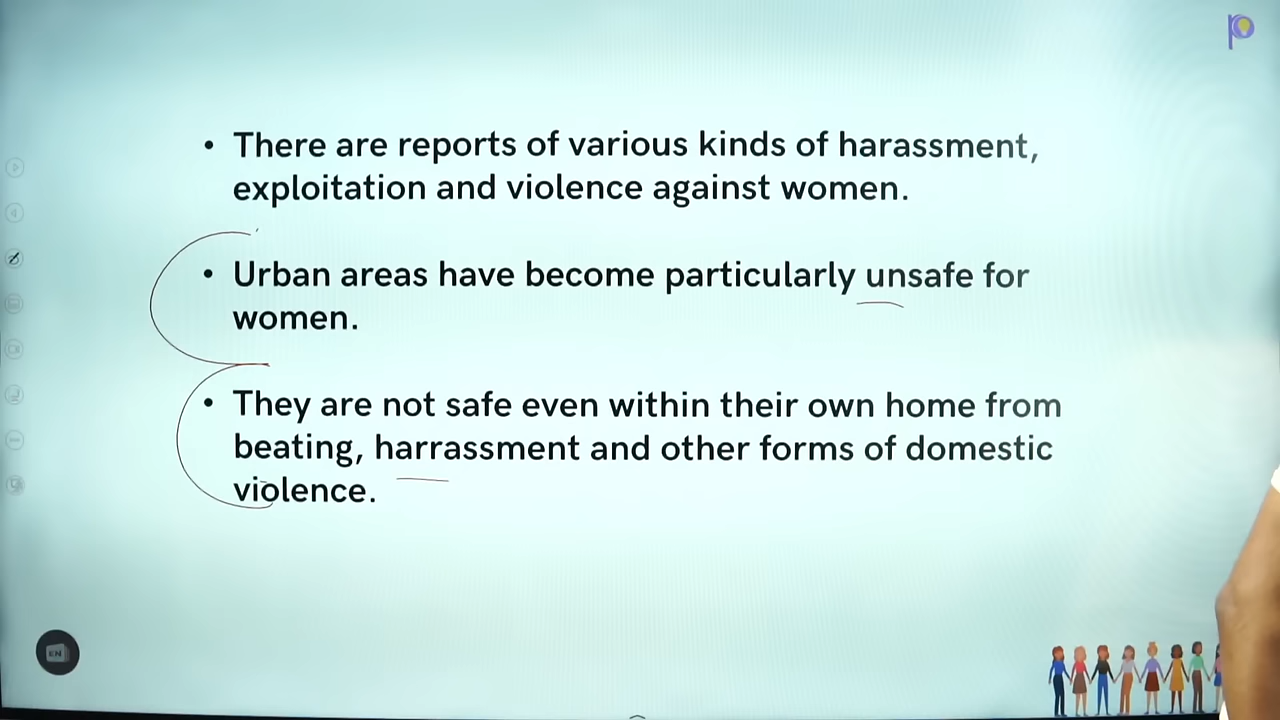 • There are reports of various kinds of harassment,
exploitation and violence against women.
• Urban areas have become particularly unsafe for
women.
• They are not safe even within their own home from
beating, harrassment and other forms of domestic
violence.
EN